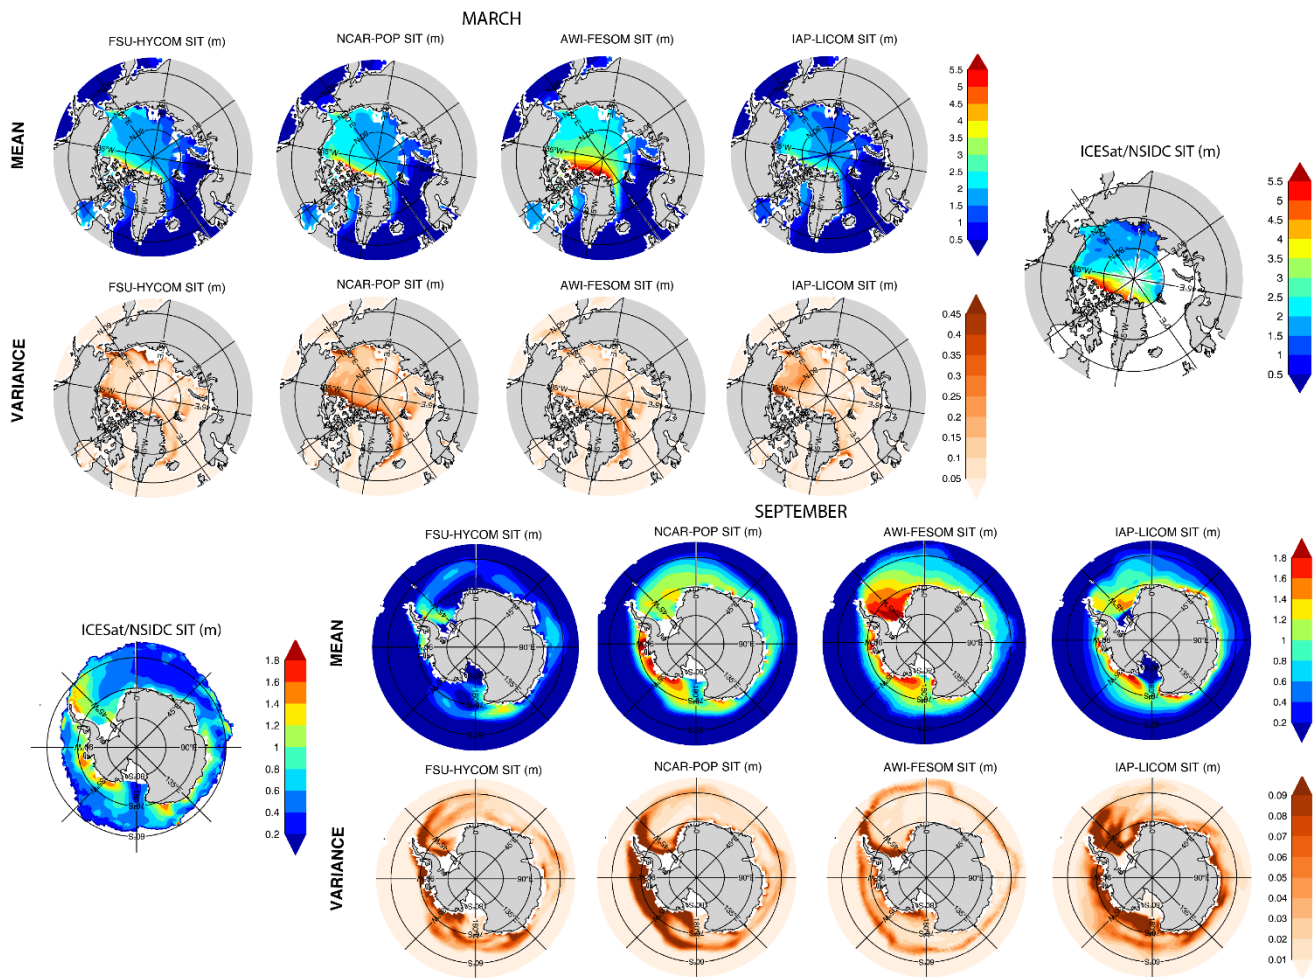 MARCH
FSU-HYCOM SIT (m)
NCAR-POP SIT (m)
AWI-FESOM SIT (m)
IAP-LICOM SIT (m)
MEAN
5.5
5
4.5
4
3.5
3
2.5
2
1.5
1
0.5
ICESat/NSIDC SIT (m)
5.5
5
4.5
4
3.5
3
2.5
2
1.5
1
0.5
FSU-HYCOM SIT (m)
NCAR-POP SIT (m)
AWI-FESOM SIT (m)
IAP-LICOM SIT (m)
VARIANCE
0.45
0.4
0.35
0.3
0.25
0.2
0.15
0.1
0.05
SEPTEMBER
FSU-HYCOM SIT (m)
NCAR-POP SIT (m)
AWI-FESOM SIT (m)
IAP-LICOM SIT (m)
MEAN
45°E
90°E
135°E
1.8
1.6
1.4
1.2
1
0.8
0.6
0.4
0.2
ICESat/NSIDC SIT (m)
45°E
90°E
135°E
1.8
1.6
1.4
1.2
1
0.8
0.6
0.4
0.2
FSU-HYCOM SIT (m)
NCAR-POP SIT (m)
AWI-FESOM SIT (m)
IAP-LICOM SIT (m)
VARIANCE
90°E
0.09
0.08
0.07
0.06
0.05
0.04
0.03
0.02
0.01